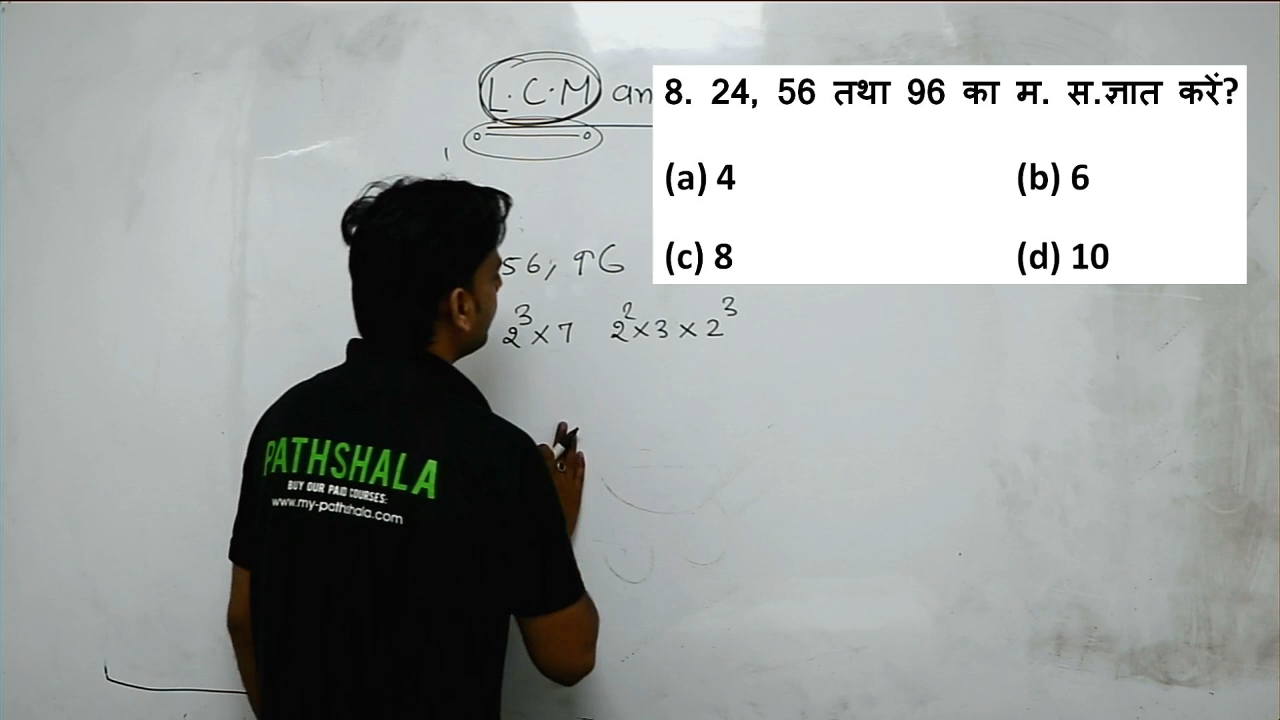 L.C.M an
8. 24, 56 तथा 96 का म. स.ज्ञात करें?
(a) 4 (b) 6
(c) 8 (d) 10
56, 96
2³×7 2²×3×2³
PATHSHALA
BUY OUR PAID COURSES:
www.my-pathshala.com